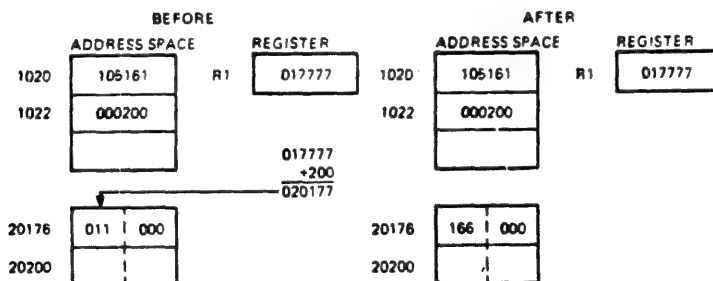 BEFORE AFTER
ADDRESS SPACE REGISTER ADDRESS SPACE REGISTER
1020 105161 R1 017777 1020 105161 R1 017777
1022 000200 1022 000200
017777
+200
020177
20176 011 000 20176 166 000
20200 20200